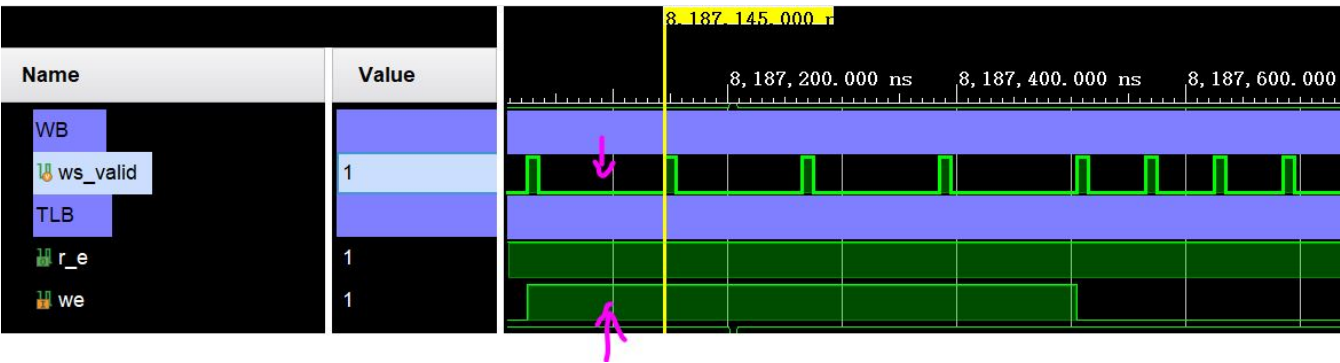 8,187,145.000 n
Name Value
8,187,200.000 ns 8,187,400.000 ns 8,187,600.000
WB
ws_valid 1
TLB
r_e 1
we 1